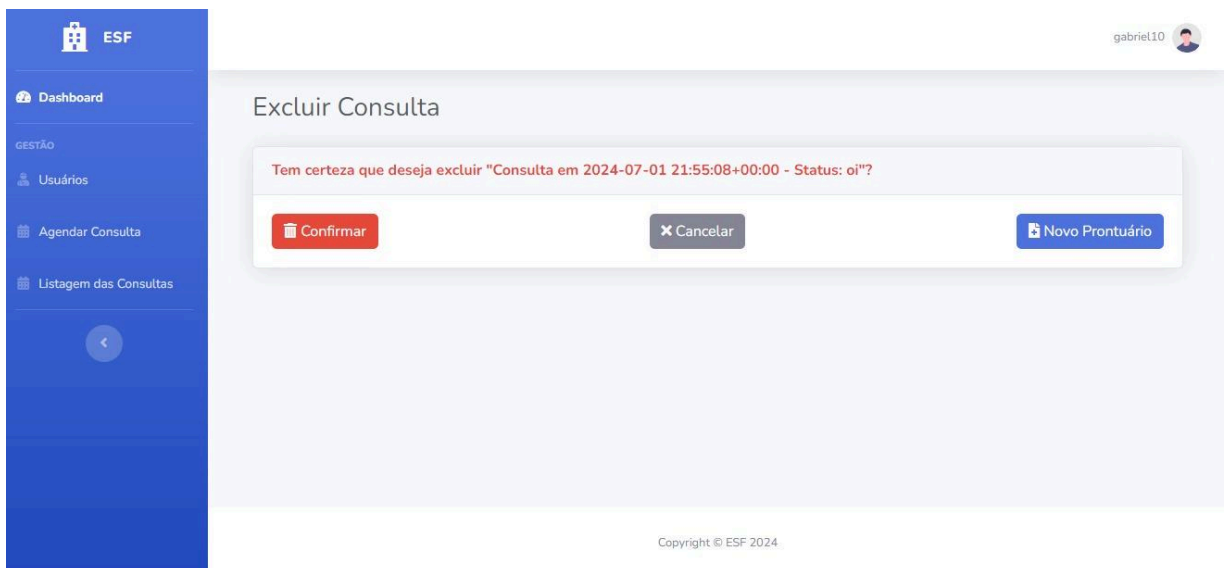 ESF
gabriel10
Dashboard
Excluir Consulta
GESTÃO
Tem certeza que deseja excluir "Consulta em 2024-07-01 21:55:08+00:00 - Status: oi"?
Usuários
Agendar Consulta
Confirmar
Cancelar
Novo Prontuário
Listagem das Consultas
Copyright © ESF 2024